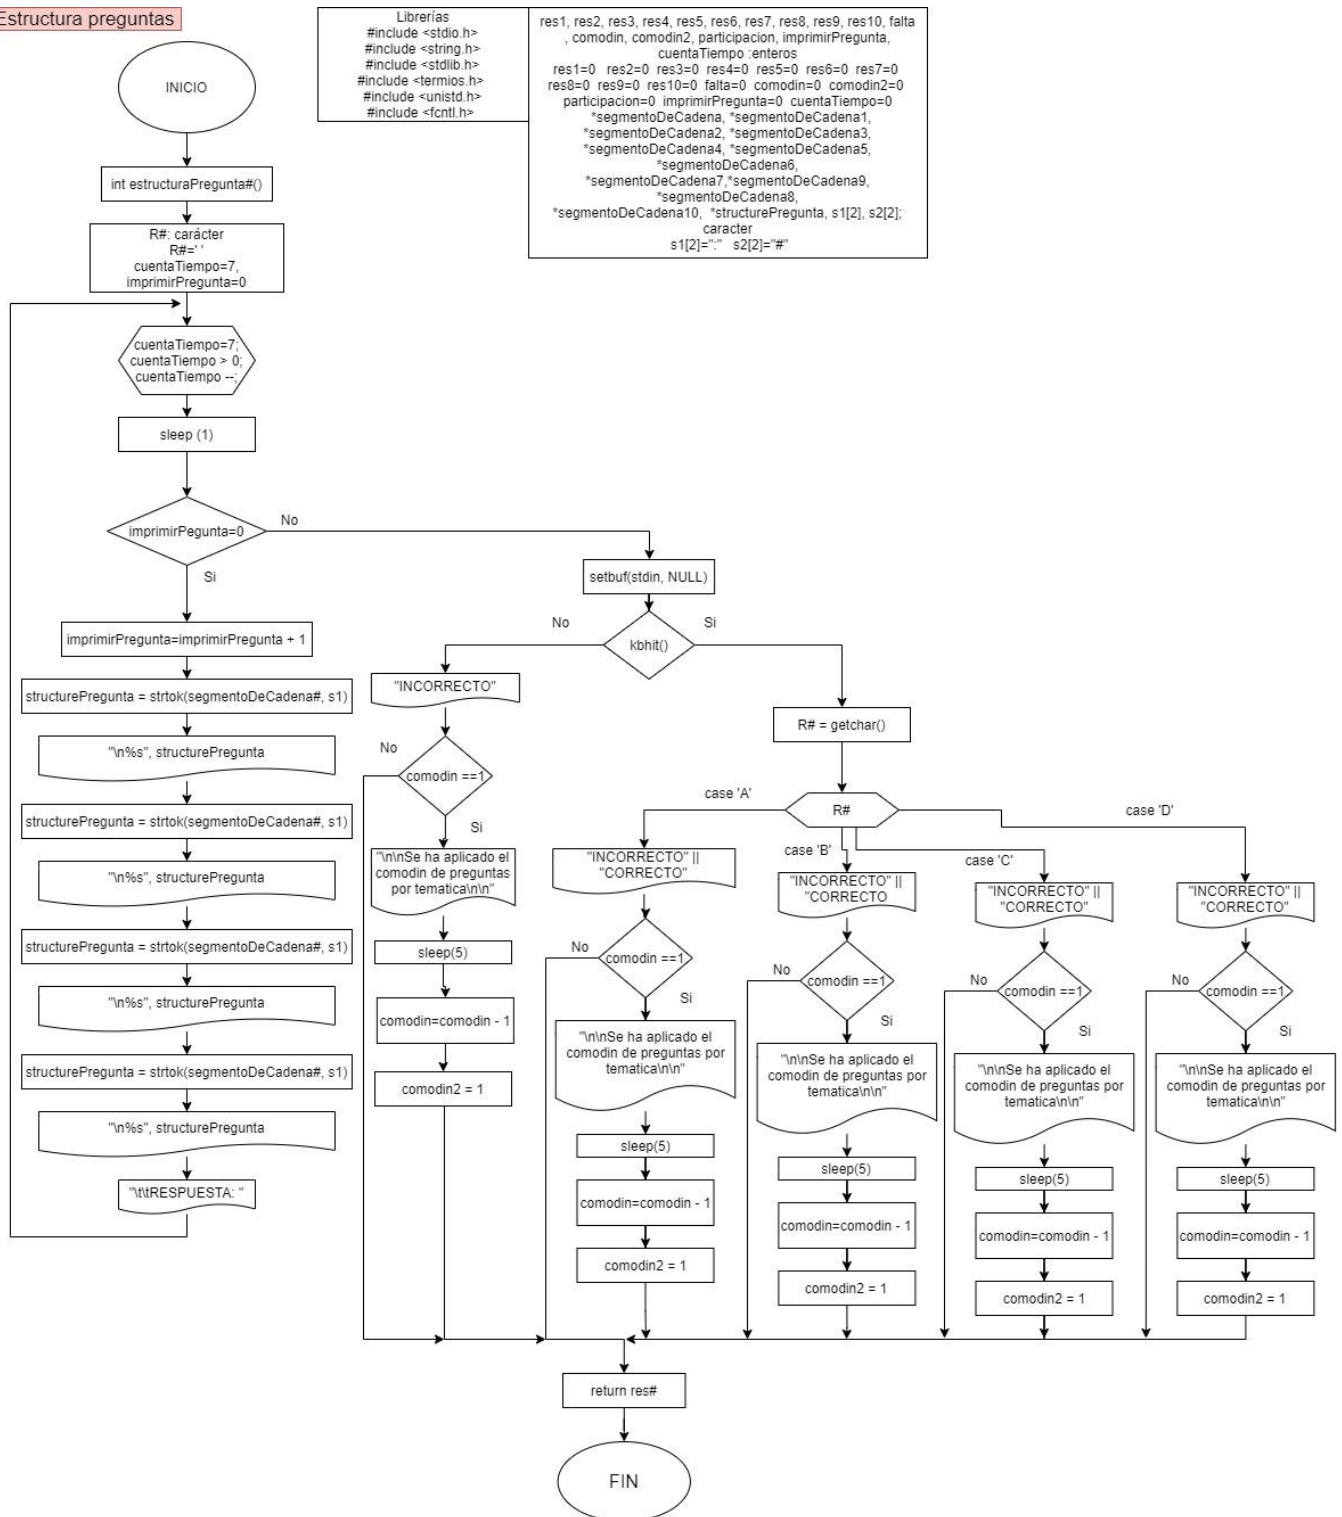 Estructura preguntas
Librerías
#include <stdio.h>
#include <string.h>
#include <stdlib.h>
#include <termios.h>
#include <unistd.h>
#include <fcntl.h>
res1, res2, res3, res4, res5, res6, res7, res8, res9, res10, falta
, comodin, comodin2, participacion, imprimirPregunta,
cuentaTiempo :enteros
res1=0 res2=0 res3=0 res4=0 res5=0 res6=0 res7=0
res8=0 res9=0 res10=0 falta=0 comodin=0 comodin2=0
participacion=0 imprimirPregunta=0 cuentaTiempo=0
*segmentoDeCadena, *segmentoDeCadena1,
*segmentoDeCadena2, *segmentoDeCadena3,
*segmentoDeCadena4, *segmentoDeCadena5,
*segmentoDeCadena6,
*segmentoDeCadena7,*segmentoDeCadena9,
*segmentoDeCadena8,
*segmentoDeCadena10, *structurePregunta, s1[2], s2[2];
caracter
s1[2]=":" s2[2]="#"
INICIO
int estructuraPregunta#()
R#: carácter
R#=' '
cuentaTiempo=7,
imprimirPregunta=0
cuentaTiempo=7;
cuentaTiempo > 0;
cuentaTiempo --;
sleep (1)
imprimirPegunta=0
No
Si
imprimirPregunta=imprimirPregunta + 1
structurePregunta = strtok(segmentoDeCadena#, s1)
"\n%s", structurePregunta
structurePregunta = strtok(segmentoDeCadena#, s1)
"\n%s", structurePregunta
structurePregunta = strtok(segmentoDeCadena#, s1)
"\n%s", structurePregunta
structurePregunta = strtok(segmentoDeCadena#, s1)
"\n%s", structurePregunta
"\t\tRESPUESTA: "
setbuf(stdin, NULL)
kbhit()
No
Si
"INCORRECTO"
comodin ==1
No
Si
"\n\nSe ha aplicado el
comodin de preguntas
por tematica\n\n"
sleep(5)
comodin=comodin - 1
comodin2 = 1
R# = getchar()
R#
case 'A'
"INCORRECTO" ||
"CORRECTO"
comodin ==1
No
Si
"\n\nSe ha aplicado el
comodin de preguntas por
tematica\n\n"
sleep(5)
comodin=comodin - 1
comodin2 = 1
case 'B'
"INCORRECTO" ||
"CORRECTO
comodin ==1
No
Si
"\n\nSe ha aplicado el
comodin de preguntas por
tematica\n\n"
sleep(5)
comodin=comodin - 1
comodin2 = 1
case 'C'
"INCORRECTO" ||
"CORRECTO"
comodin ==1
No
Si
"\n\nSe ha aplicado el
comodin de preguntas por
tematica\n\n"
sleep(5)
comodin=comodin - 1
comodin2 = 1
case 'D'
"INCORRECTO" ||
"CORRECTO"
comodin ==1
No
Si
"\n\nSe ha aplicado el
comodin de preguntas por
tematica\n\n"
sleep(5)
comodin=comodin - 1
comodin2 = 1
return res#
FIN